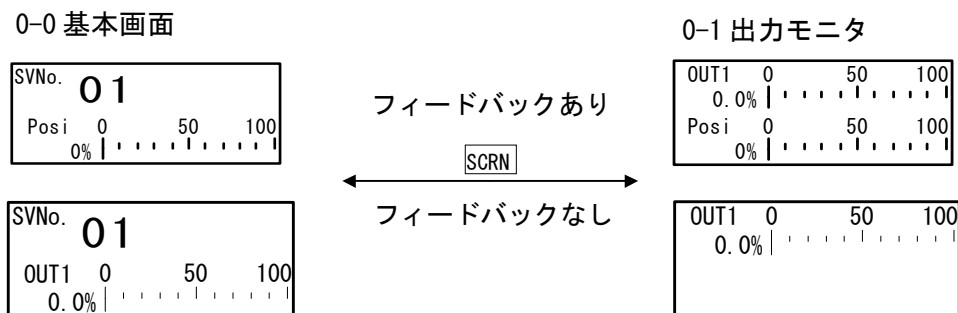 0-0 基本画面
SVNo. 01
Posi 0 50 100
0%
SVNo. 01
OUT1 0 50 100
0.0%
フィードバックあり
SCRN
フィードバックなし
0-1 出力モニタ
OUT1 0 50 100
0.0%
Posi 0 50 100
0%
OUT1 0 50 100
0.0%